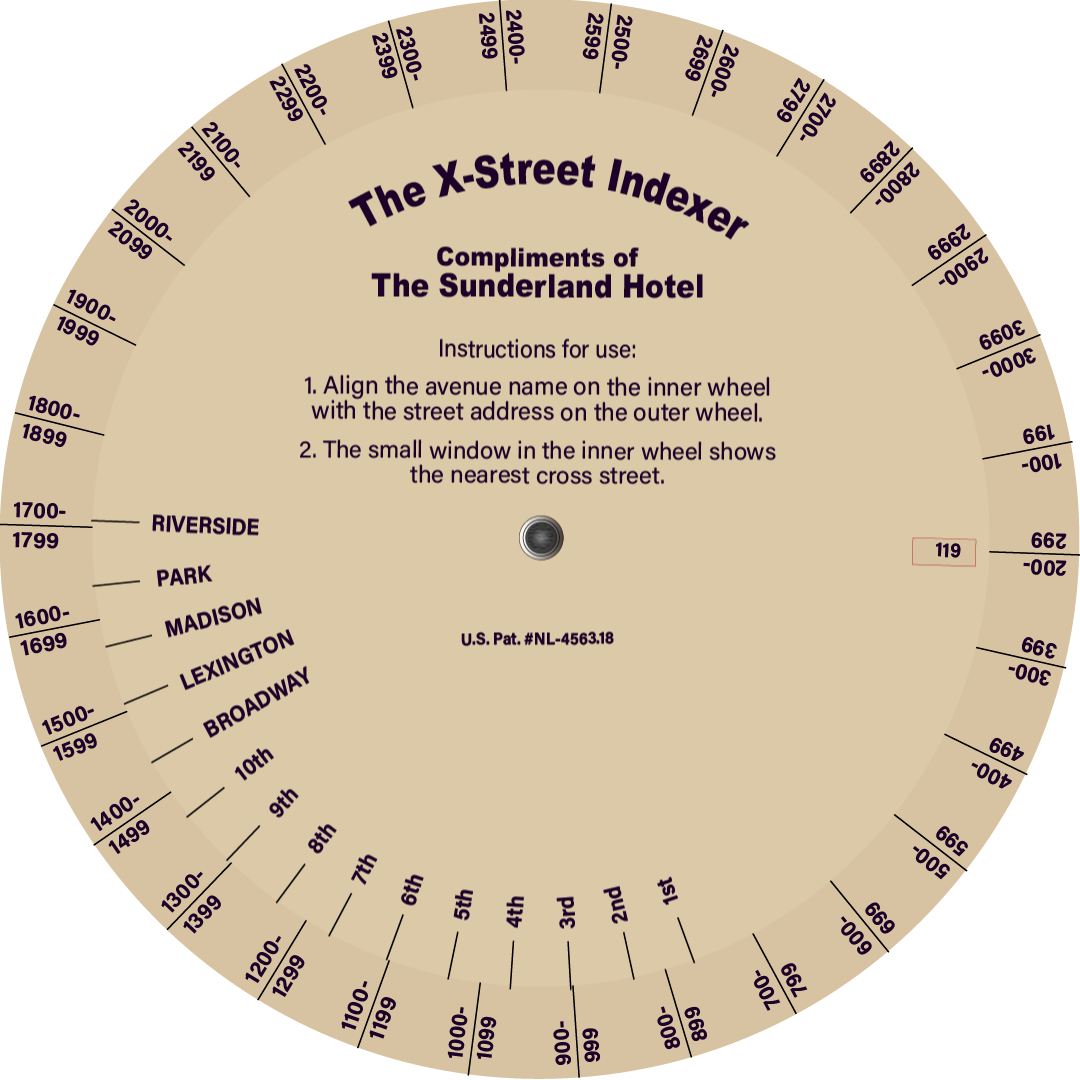 The X-Street Indexer
Compliments of
The Sunderland Hotel
Instructions for use:
1. Align the avenue name on the inner wheel
with the street address on the outer wheel.
2. The small window in the inner wheel shows
the nearest cross street.
U.S. Pat. #NL-4563.18
119
RIVERSIDE
PARK
MADISON
LEXINGTON
BROADWAY
10th
9th
8th
7th
6th
5th
4th
3rd
2nd
1st
100-
199
200-
299
300-
399
400-
499
500-
599
600-
699
700-
799
800-
899
900-
999
1000-
1099
1100-
1199
1200-
1299
1300-
1399
1400-
1499
1500-
1599
1600-
1699
1700-
1799
1800-
1899
1900-
1999
2000-
2099
2100-
2199
2200-
2299
2300-
2399
2400-
2499
2500-
2599
2600-
2699
2700-
2799
2800-
2899
2900-
2999
3000-
3099